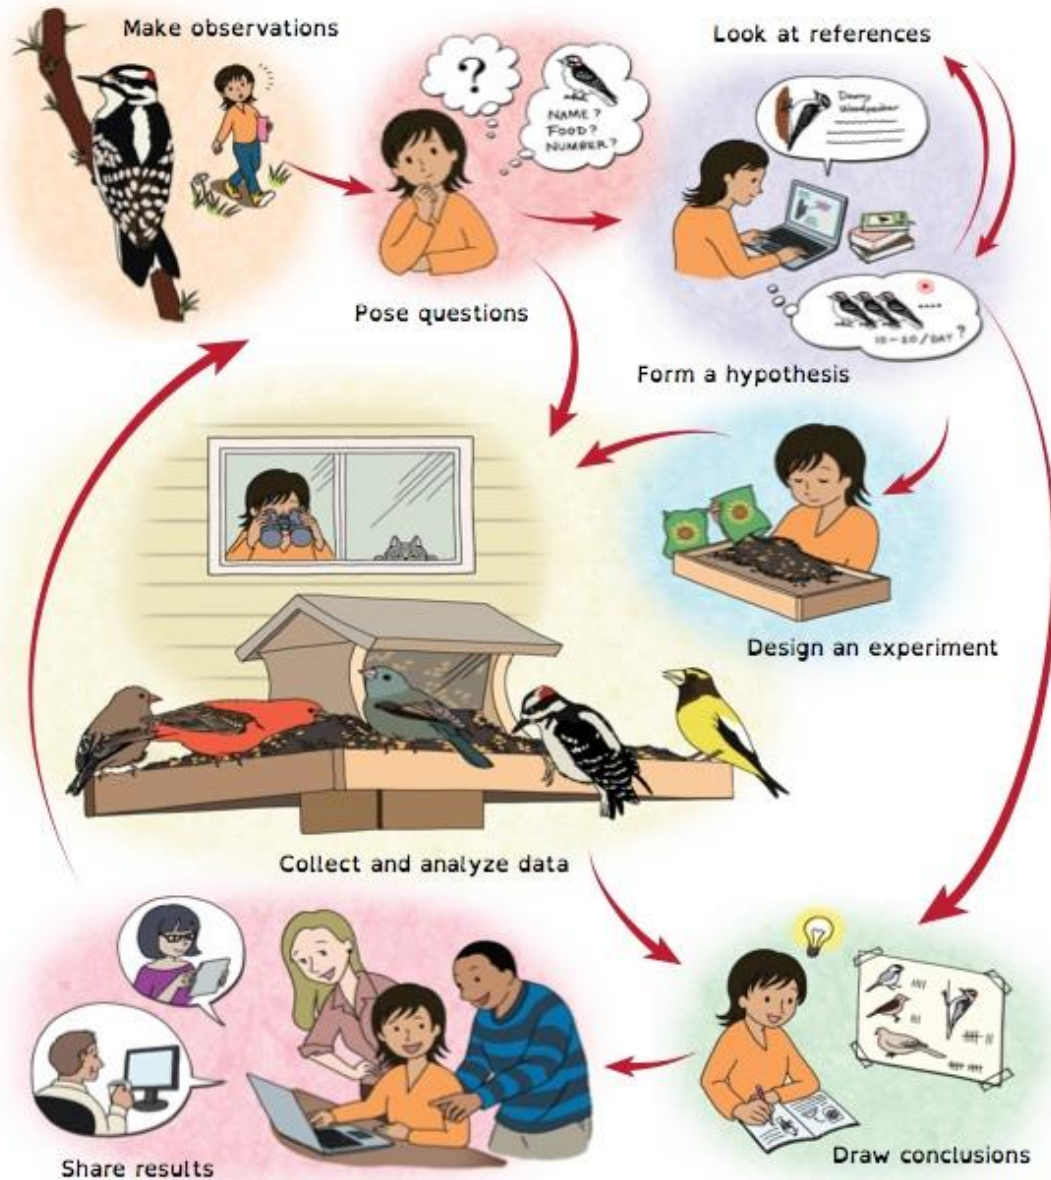 Make observations
?
NAME?
FOOD?
NUMBER?
Pose questions
Look at references
Downy
Woodpecker
10-20/DAY?
Form a hypothesis
Design an experiment
Collect and analyze data
Draw conclusions
Share results